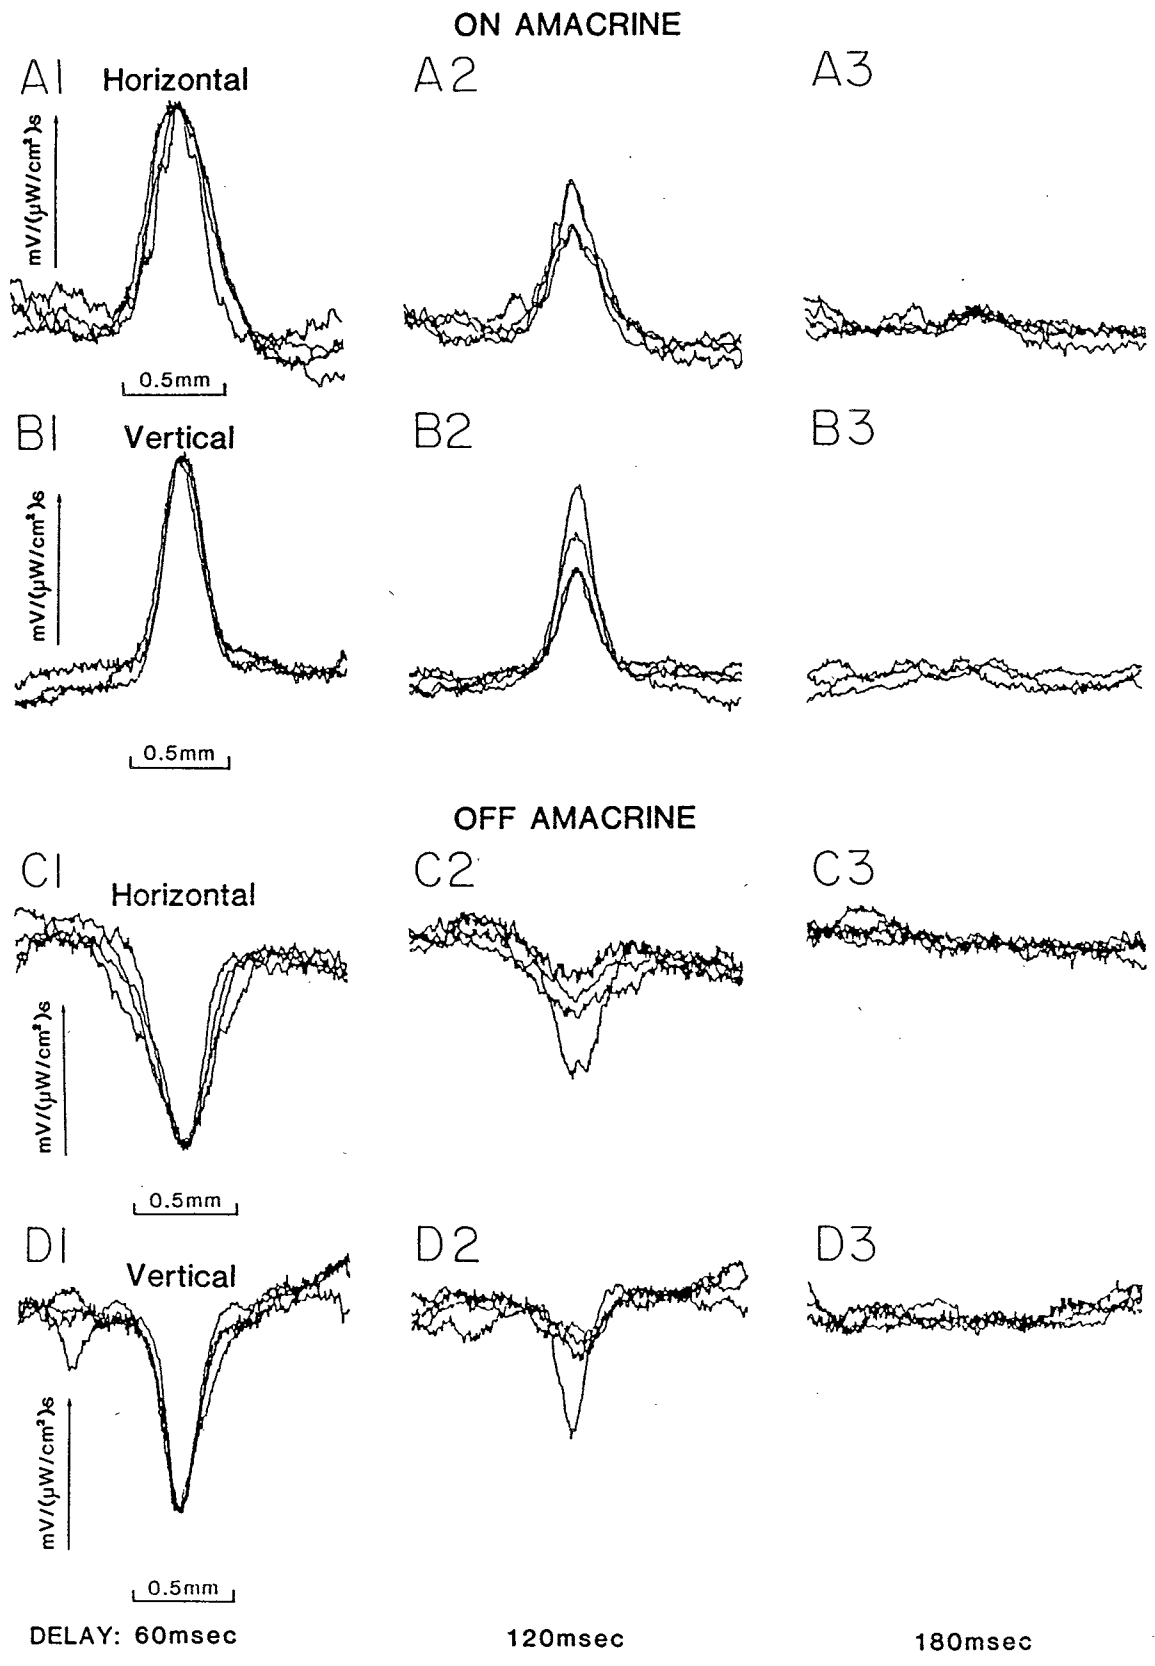 ON AMACRINE
A1 Horizontal A2 A3
mV/(μW/cm²)s
0.5mm
B1 Vertical B2 B3
mV/(μW/cm²)s
0.5mm
OFF AMACRINE
C1 Horizontal C2 C3
mV/(μW/cm²)s
0.5mm
D1 Vertical D2 D3
mV/(μW/cm²)s
0.5mm
DELAY: 60msec 120msec 180msec